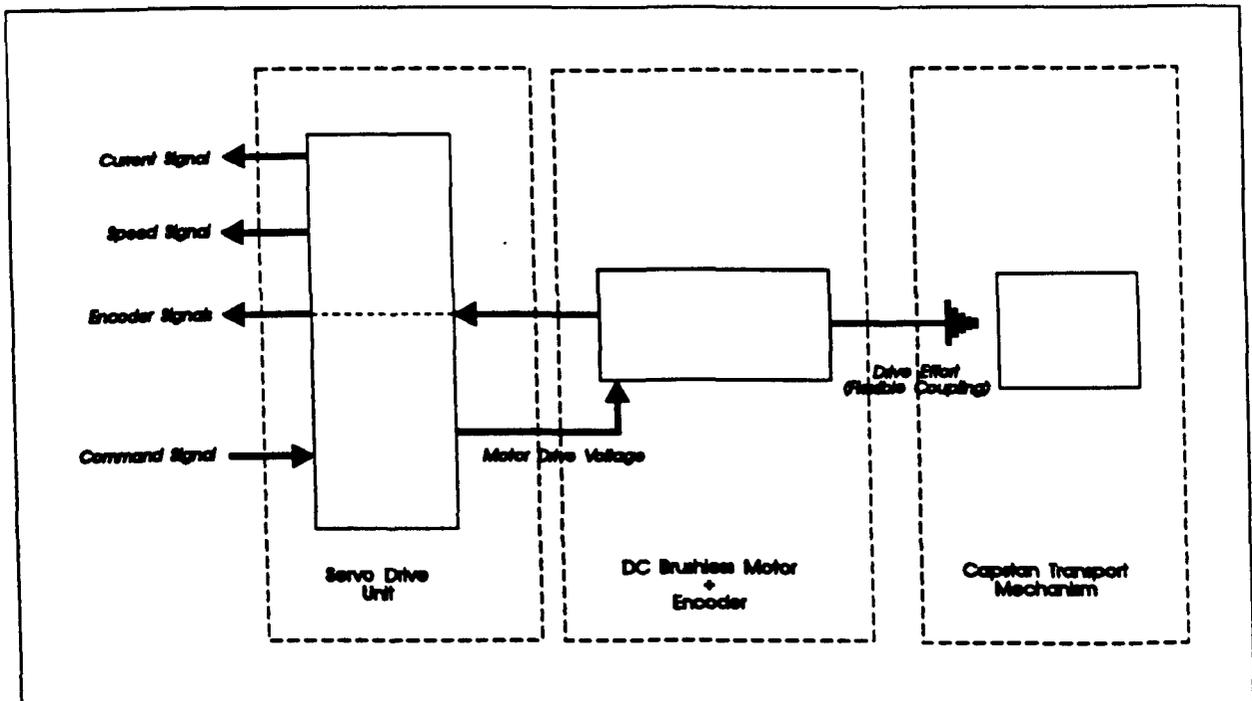 Current Signal
Speed Signal
Encoder Signals
Command Signal
Motor Drive Voltage
Drive Effort
(Flexible Coupling)
Servo Drive
Unit
DC Brushless Motor
+
Encoder
Capstan Transport
Mechanism